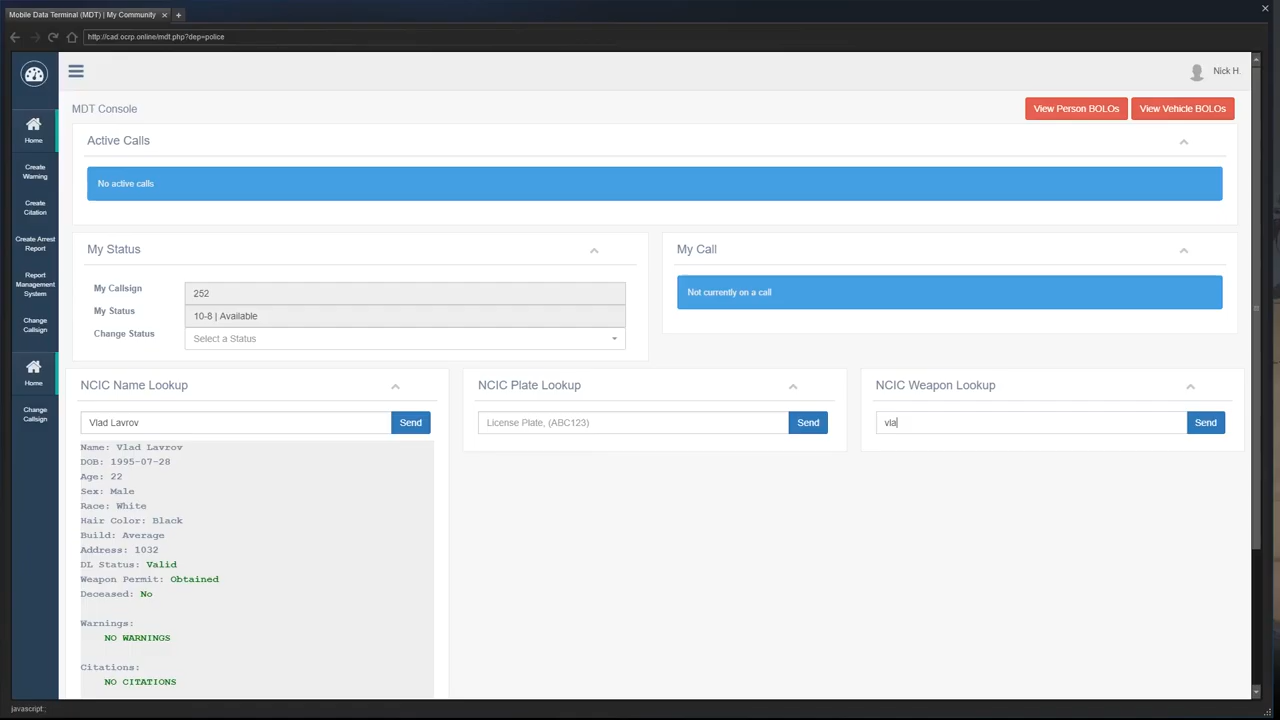 Mobile Data Terminal (MDT) | My Community
http://cad.ocrp.online/mdt.php?dep=police
Nick H.
MDT Console
View Person BOLOs
View Vehicle BOLOs
Home
Create
Warning
Create
Citation
Create Arrest
Report
Report
Management
System
Change
Callsign
Home
Change
Callsign
Active Calls
No active calls
My Status
My Callsign
252
My Status
10-8 | Available
Change Status
Select a Status
My Call
Not currently on a call
NCIC Name Lookup
Vlad Lavrov
Send
Name: Vlad Lavrov
DOB: 1995-07-28
Age: 22
Sex: Male
Race: White
Hair Color: Black
Build: Average
Address: 1032
DL Status: Valid
Weapon Permit: Obtained
Deceased: No
Warnings:
NO WARNINGS
Citations:
NO CITATIONS
NCIC Plate Lookup
License Plate, (ABC123)
Send
NCIC Weapon Lookup
vla
Send
javascript:;